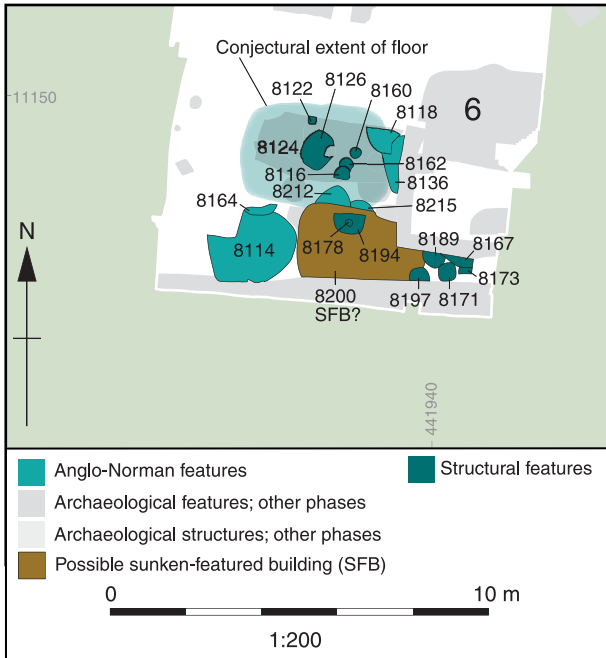 Conjectural extent of floor
8126
8122
8160
8118
11150
6
8124
8162
8116
8136
8212
8164
8215
N
8189
8167
8114
8178
8194
8173
8200
8197
8171
SFB?
441940
Anglo-Norman features
Structural features
Archaeological features; other phases
Archaeological structures; other phases
Possible sunken-featured building (SFB)
0
10 m
1:200